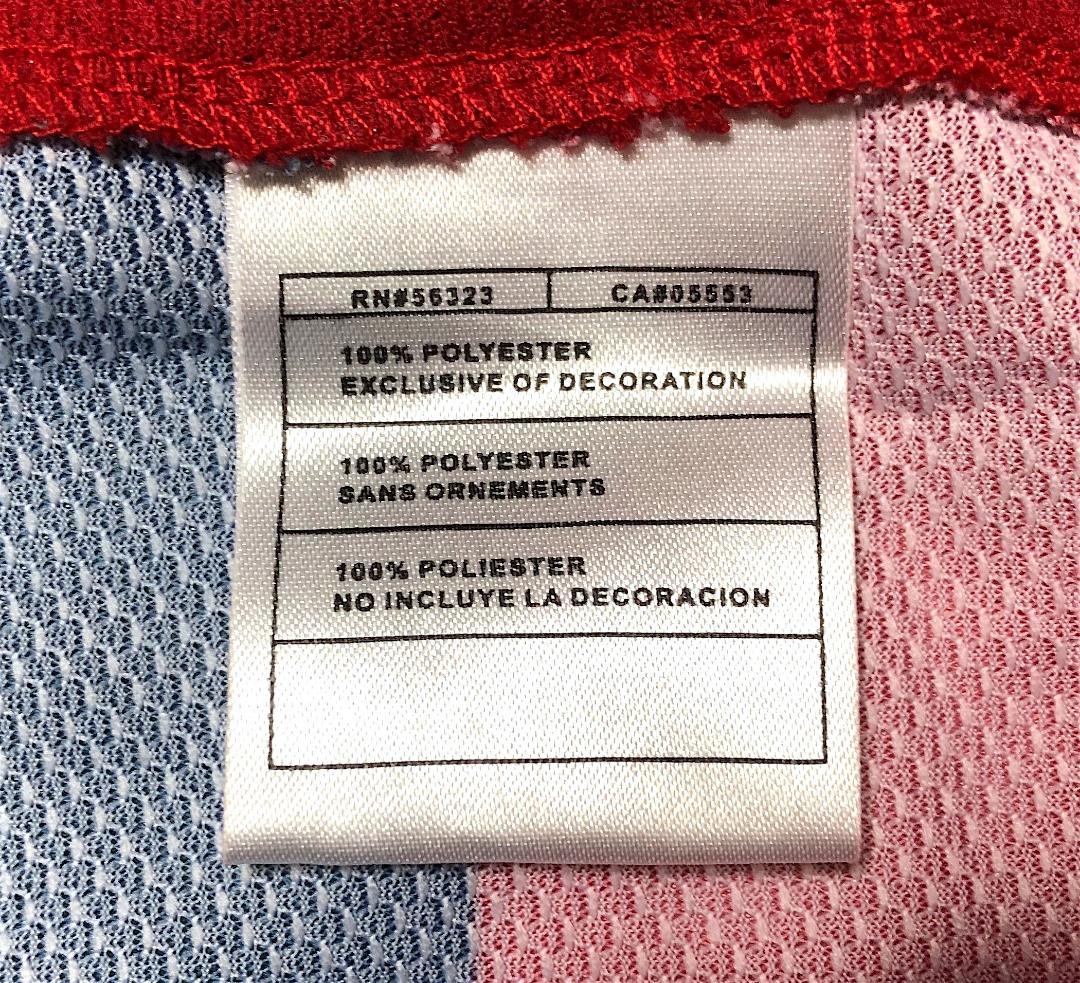 RN#56323 CA#05553
100% POLYESTER
EXCLUSIVE OF DECORATION
100% POLYESTER
SANS ORNEMENTS
100% POLIESTER
NO INCLUYE LA DECORACION